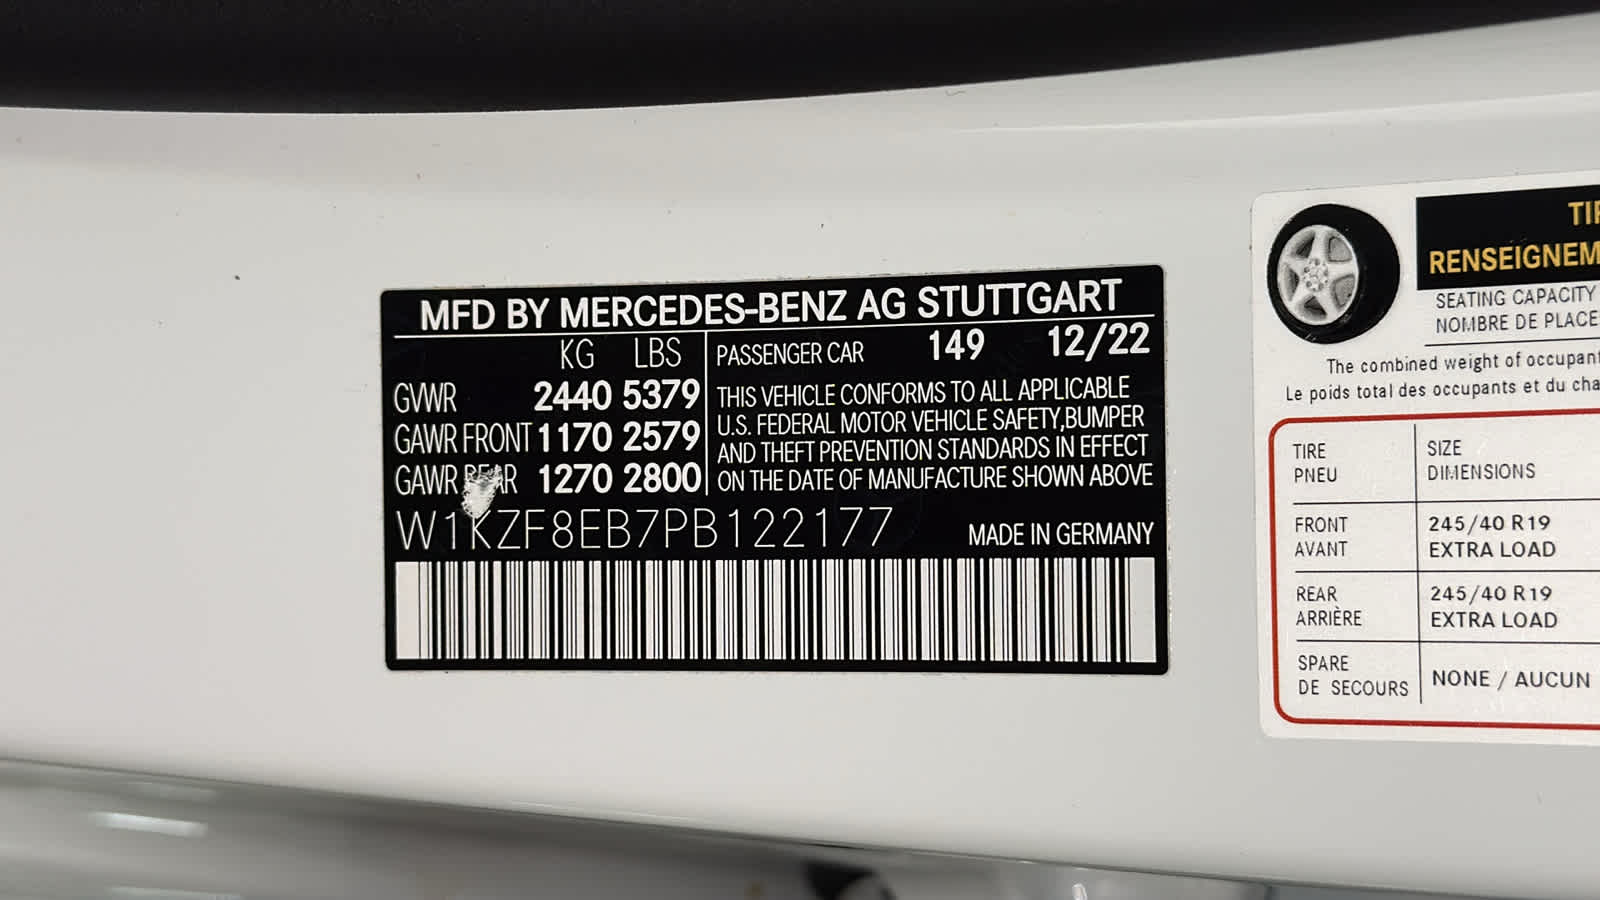 MFD BY MERCEDES-BENZ AG STUTTGART
KG LBS
GVWR 2440 5379
GAWR FRONT 1170 2579
GAWR REAR 1270 2800
PASSENGER CAR 149 12/22
THIS VEHICLE CONFORMS TO ALL APPLICABLE
U.S. FEDERAL MOTOR VEHICLE SAFETY,BUMPER
AND THEFT PREVENTION STANDARDS IN EFFECT
ON THE DATE OF MANUFACTURE SHOWN ABOVE
W1KZF8EB7PB122177 MADE IN GERMANY
TIR
RENSEIGNEM
SEATING CAPACITY
NOMBRE DE PLACE
The combined weight of occupant
Le poids total des occupants et du cha
TIRE
PNEU
SIZE
DIMENSIONS
FRONT
AVANT
245/40 R19
EXTRA LOAD
REAR
ARRIÈRE
245/40 R19
EXTRA LOAD
SPARE
DE SECOURS
NONE / AUCUN